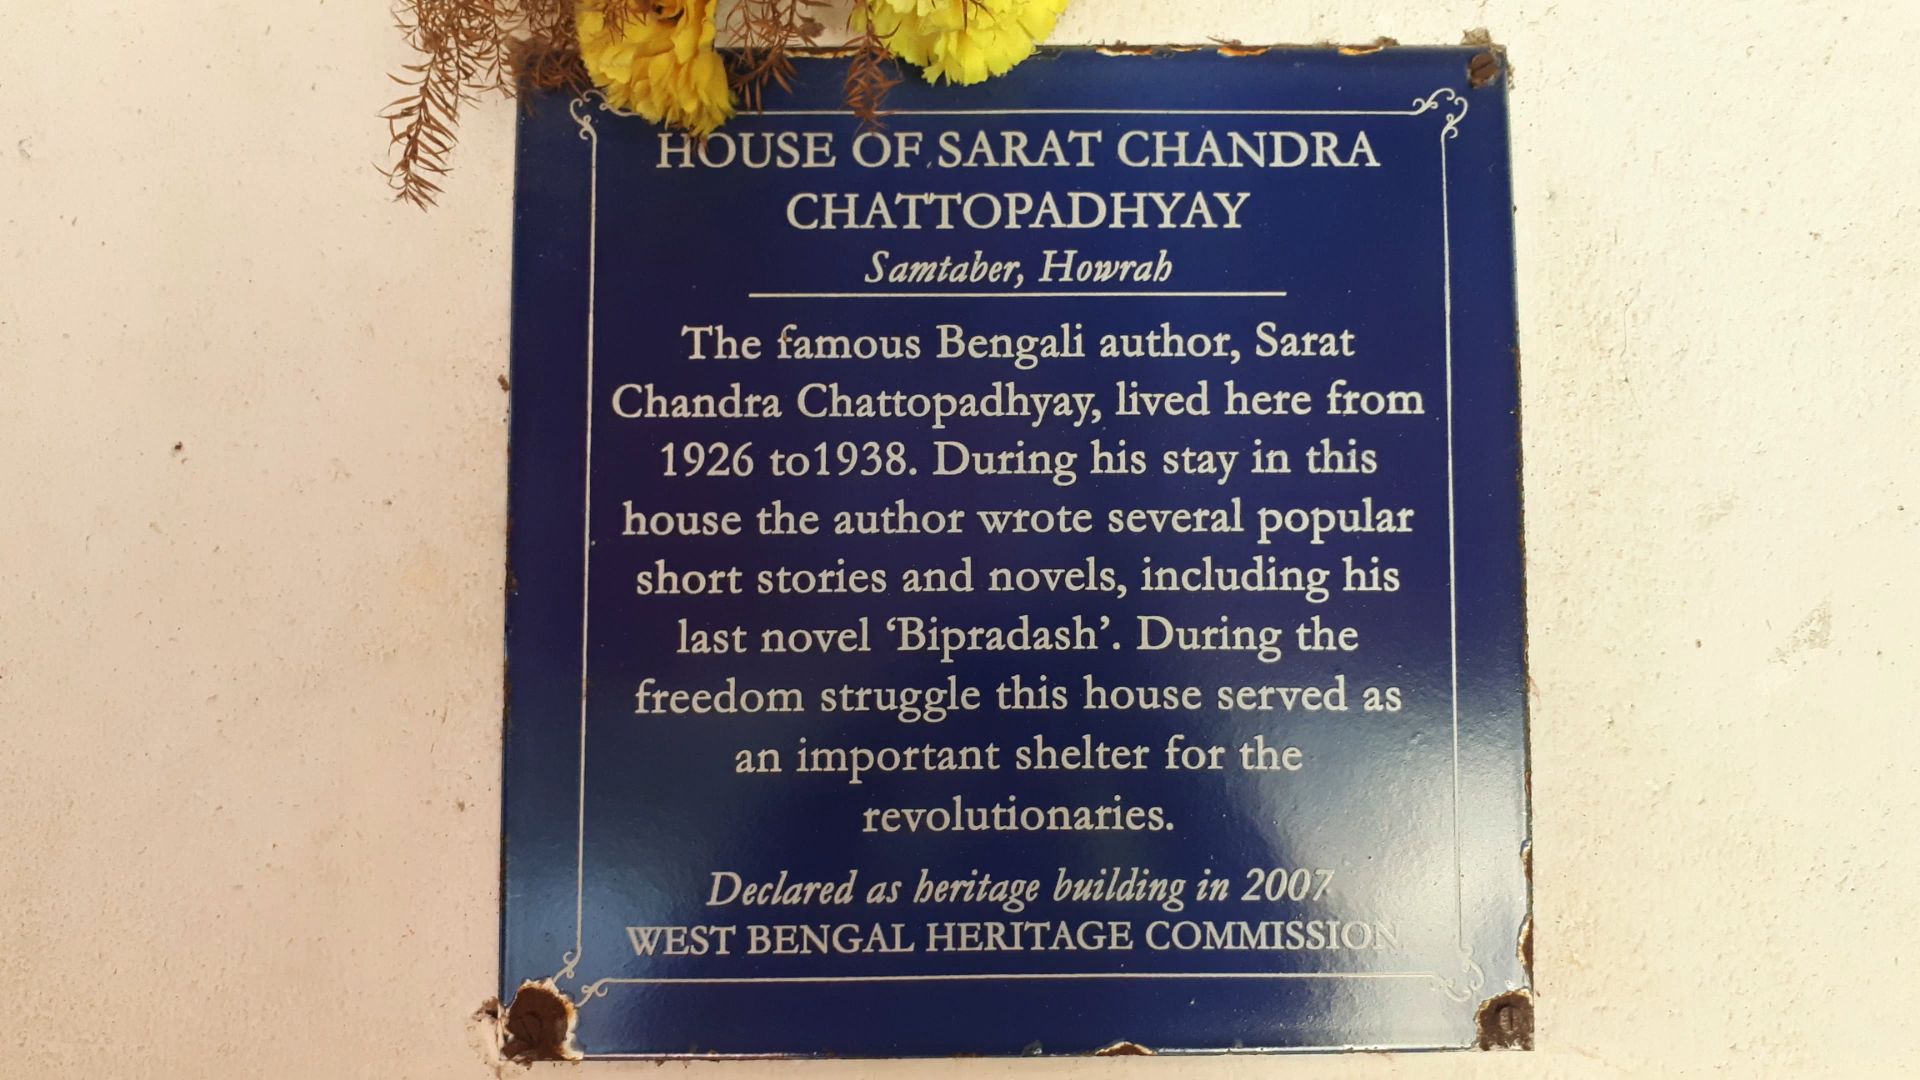 HOUSE OF SARAT CHANDRA
CHATTOPADHYAY
Samtaber, Howrah
The famous Bengali author, Sarat
Chandra Chattopadhyay, lived here from
1926 to1938. During his stay in this
house the author wrote several popular
short stories and novels, including his
last novel ‘Bipradash’. During the
freedom struggle this house served as
an important shelter for the
revolutionaries.
Declared as heritage building in 2007
WEST BENGAL HERITAGE COMMISSION